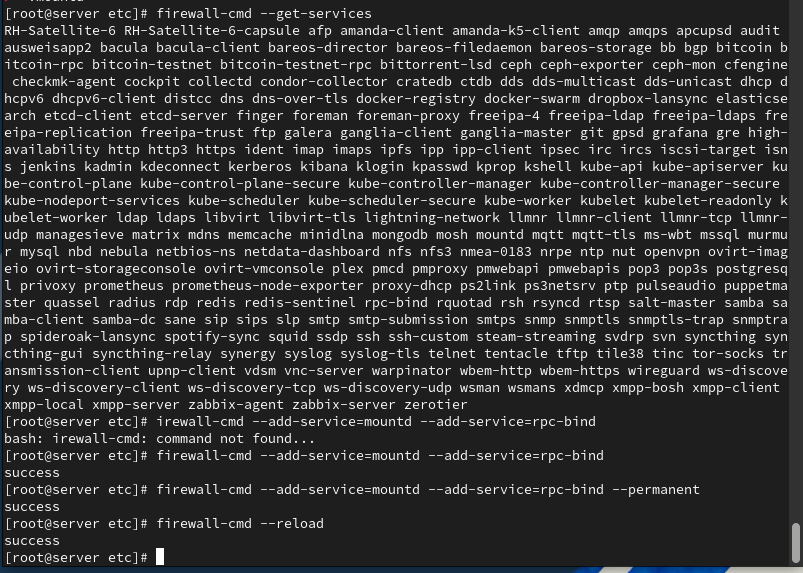 [root@server etc]# firewall-cmd --get-services
RH-Satellite-6 RH-Satellite-6-capsule afp amanda-client amanda-k5-client amqp amqps apcupsd audit
ausweisapp2 bacula bacula-client bareos-director bareos-filedaemon bareos-storage bb bgp bitcoin b
itcoin-rpc bitcoin-testnet bitcoin-testnet-rpc bittorrent-lsd ceph ceph-exporter ceph-mon cfengine
 checkmk-agent cockpit collectd condor-collector cratedb ctdb dds dds-multicast dds-unicast dhcp d
hcpv6 dhcpv6-client distcc dns dns-over-tls docker-registry docker-swarm dropbox-lansync elasticse
arch etcd-client etcd-server finger foreman foreman-proxy freeipa-4 freeipa-ldap freeipa-ldaps fre
eipa-replication freeipa-trust ftp galera ganglia-client ganglia-master git gpsd grafana gre high-
availability http http3 https ident imap imaps ipfs ipp ipp-client ipsec irc ircs iscsi-target isn
s jenkins kadmin kdeconnect kerberos kibana klogin kpasswd kprop kshell kube-api kube-apiserver ku
be-control-plane kube-control-plane-secure kube-controller-manager kube-controller-manager-secure
kube-nodeport-services kube-scheduler kube-scheduler-secure kube-worker kubelet kubelet-readonly k
ubelet-worker ldap ldaps libvirt libvirt-tls lightning-network llmnr llmnr-client llmnr-tcp llmnr-
udp managesieve matrix mdns memcache minidlna mongodb mosh mountd mqtt mqtt-tls ms-wbt mssql murmu
r mysql nbd nebula netbios-ns netdata-dashboard nfs nfs3 nmea-0183 nrpe ntp nut openvpn ovirt-imag
eio ovirt-storageconsole ovirt-vmconsole plex pmcd pmproxy pmwebapi pmwebapis pop3 pop3s postgresq
l privoxy prometheus prometheus-node-exporter proxy-dhcp ps2link ps3netsrv ptp pulseaudio puppetma
ster quassel radius rdp redis redis-sentinel rpc-bind rquotad rsh rsyncd rtsp salt-master samba sa
mba-client samba-dc sane sip sips slp smtp smtp-submission smtps snmp snmptls snmptls-trap snmptra
p spideroak-lansync spotify-sync squid ssdp ssh ssh-custom steam-streaming svdrp svn syncthing syn
cthing-gui syncthing-relay synergy syslog syslog-tls telnet tentacle tftp tile38 tinc tor-socks tr
ansmission-client upnp-client vdsm vnc-server warpinator wbem-http wbem-https wireguard ws-discove
ry ws-discovery-client ws-discovery-tcp ws-discovery-udp wsman wsmans xdmcp xmpp-bosh xmpp-client
xmpp-local xmpp-server zabbix-agent zabbix-server zerotier
[root@server etc]# irewall-cmd --add-service=mountd --add-service=rpc-bind
bash: irewall-cmd: command not found...
[root@server etc]# firewall-cmd --add-service=mountd --add-service=rpc-bind
success
[root@server etc]# firewall-cmd --add-service=mountd --add-service=rpc-bind --permanent
success
[root@server etc]# firewall-cmd --reload
success
[root@server etc]#